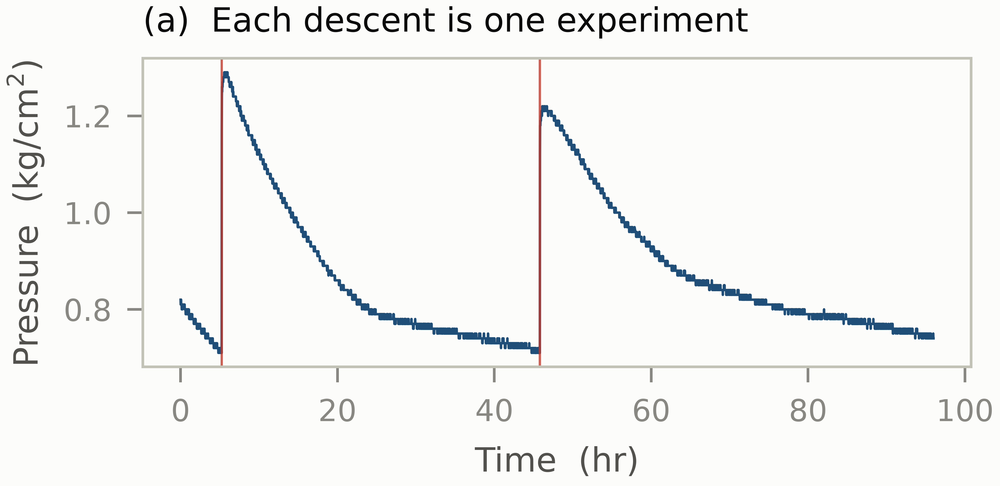 (a)  Each descent is one experiment
Pressure  (kg/cm²)
1.2
1.0
0.8
0 20 40 60 80 100
Time  (hr)